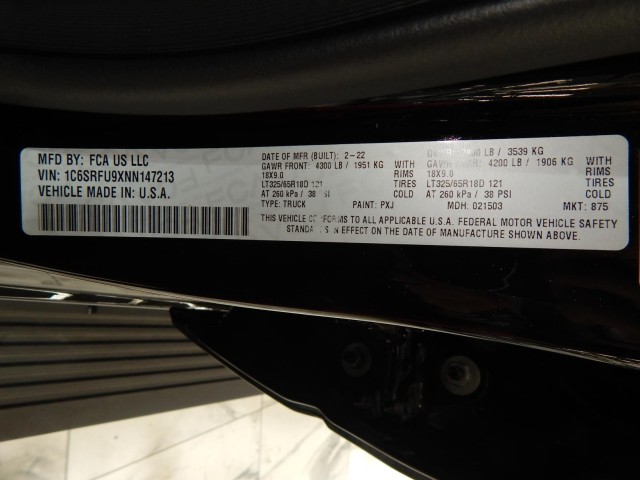 MFD BY: FCA US LLC
VIN: 1C6SRFU9XNN147213
VEHICLE MADE IN U.S.A.
DATE OF MFR (BUILT): 2-22 LB / 3539 KG
GAWR FRONT: 4300 LB / 1951 KG 4200 LB / 1906 KG
18X9.0 RIMS 18X9.0 RIMS
LT325/65R18D 121 TIRES LT325/65R18D 121 TIRES
AT 260 kPa / 38 PSI COLD AT 260 kPa / 38 PSI COLD
TYPE: TRUCK PAINT: PXJ MDH: 021503 MKT: 875
THIS VEHICLE CONFORMS TO ALL APPLICABLE U.S.A. FEDERAL MOTOR VEHICLE SAFETY
STANDARDS IN EFFECT ON THE DATE OF MANUFACTURE SHOWN ABOVE.